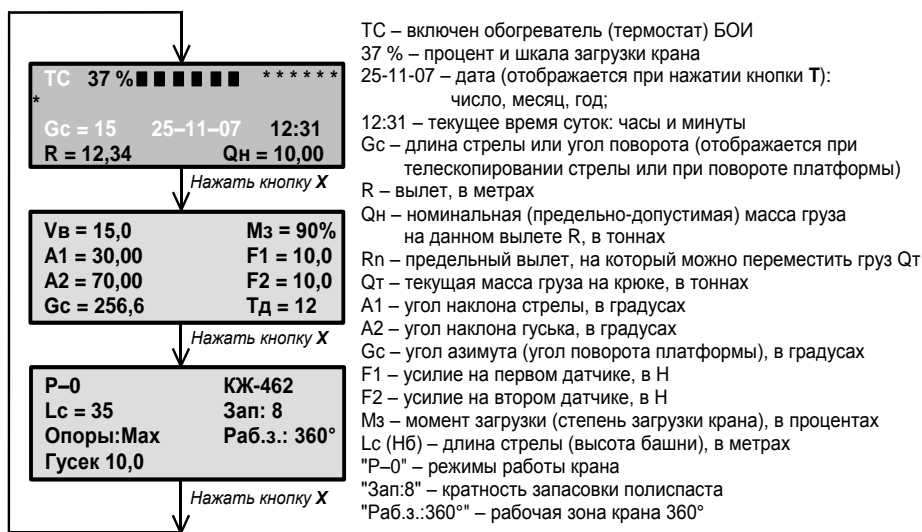 ТС 37 %■ ■ ■ ■ ■ ■ * * * * * *
*
Gc = 15 25–11–07 12:31
R = 12,34 Qн = 10,00
Нажать кнопку X
Vв = 15,0 Мз = 90%
А1 = 30,00 F1 = 10,0
А2 = 70,00 F2 = 10,0
Gc = 256,6 Тд = 12
Нажать кнопку X
Р–0 КЖ-462
Lc = 35 Зап: 8
Опоры:Max Раб.з.: 360°
Гусек 10,0
Нажать кнопку X
ТС – включен обогреватель (термостат) БОИ
37 % – процент и шкала загрузки крана
25-11-07 – дата (отображается при нажатии кнопки Т):
число, месяц, год;
12:31 – текущее время суток: часы и минуты
Gc – длина стрелы или угол поворота (отображается при
телескопировании стрелы или при повороте платформы)
R – вылет, в метрах
Qн – номинальная (предельно-допустимая) масса груза
на данном вылете R, в тоннах
Rn – предельный вылет, на который можно переместить груз Qт
Qт – текущая масса груза на крюке, в тоннах
А1 – угол наклона стрелы, в градусах
А2 – угол наклона гуська, в градусах
Gc – угол азимута (угол поворота платформы), в градусах
F1 – усилие на первом датчике, в Н
F2 – усилие на втором датчике, в Н
Мз – момент загрузки (степень загрузки крана), в процентах
Lc (Нб) – длина стрелы (высота башни), в метрах
"Р–0" – режимы работы крана
"Зап:8" – кратность запасовки полиспаста
"Раб.з.:360°" – рабочая зона крана 360°